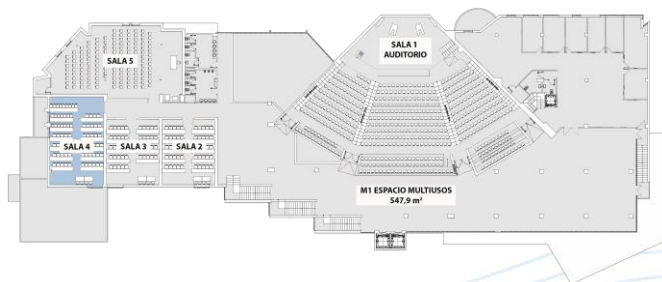 SALA 1
AUDITORIO
SALA 5
SALA 4
SALA 3
SALA 2
M1 ESPACIO MULTIUSOS
547,9 m²